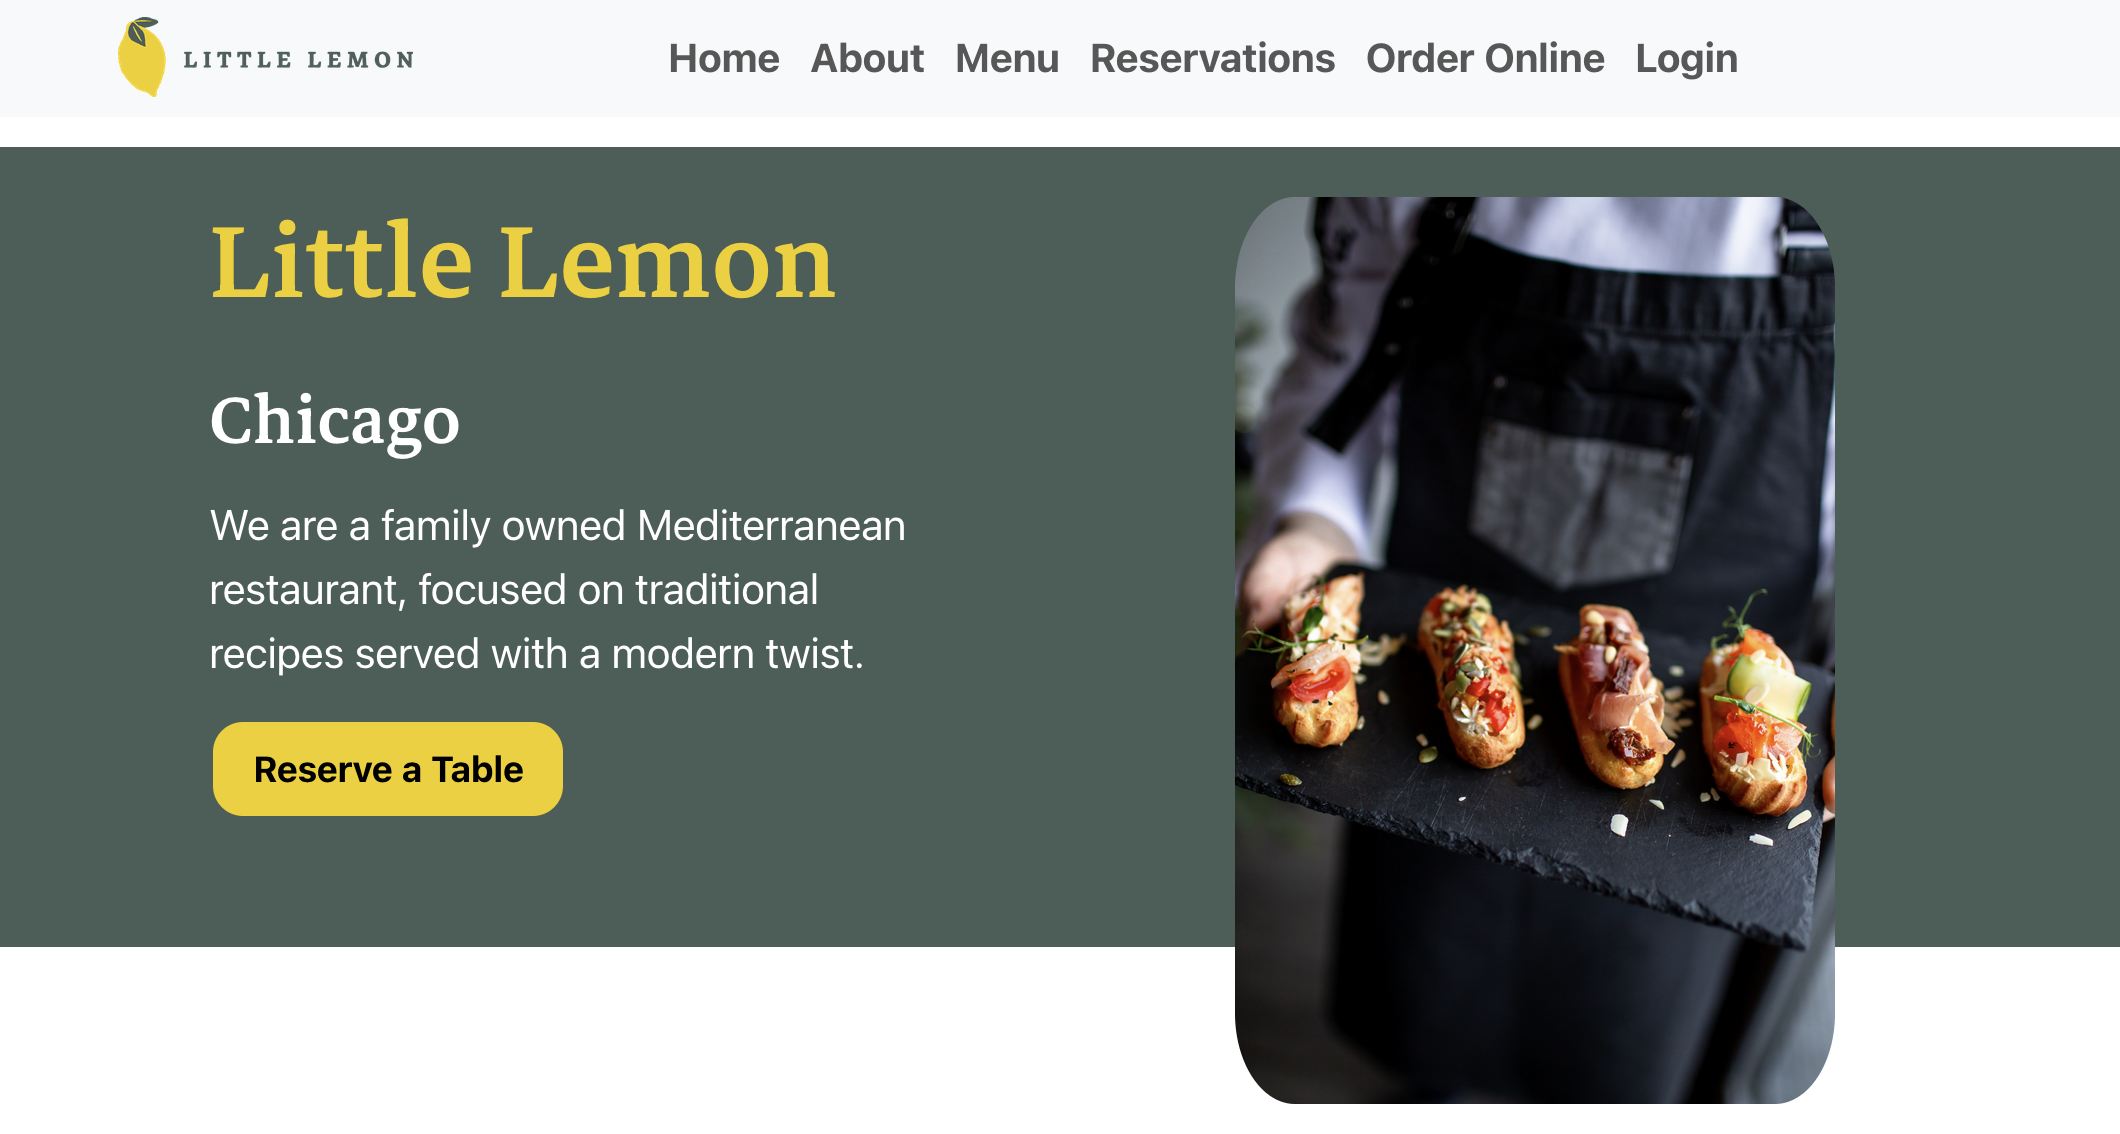 LITTLE LEMON
Home About Menu Reservations Order Online Login
Little Lemon
Chicago
We are a family owned Mediterranean
restaurant, focused on traditional
recipes served with a modern twist.
Reserve a Table